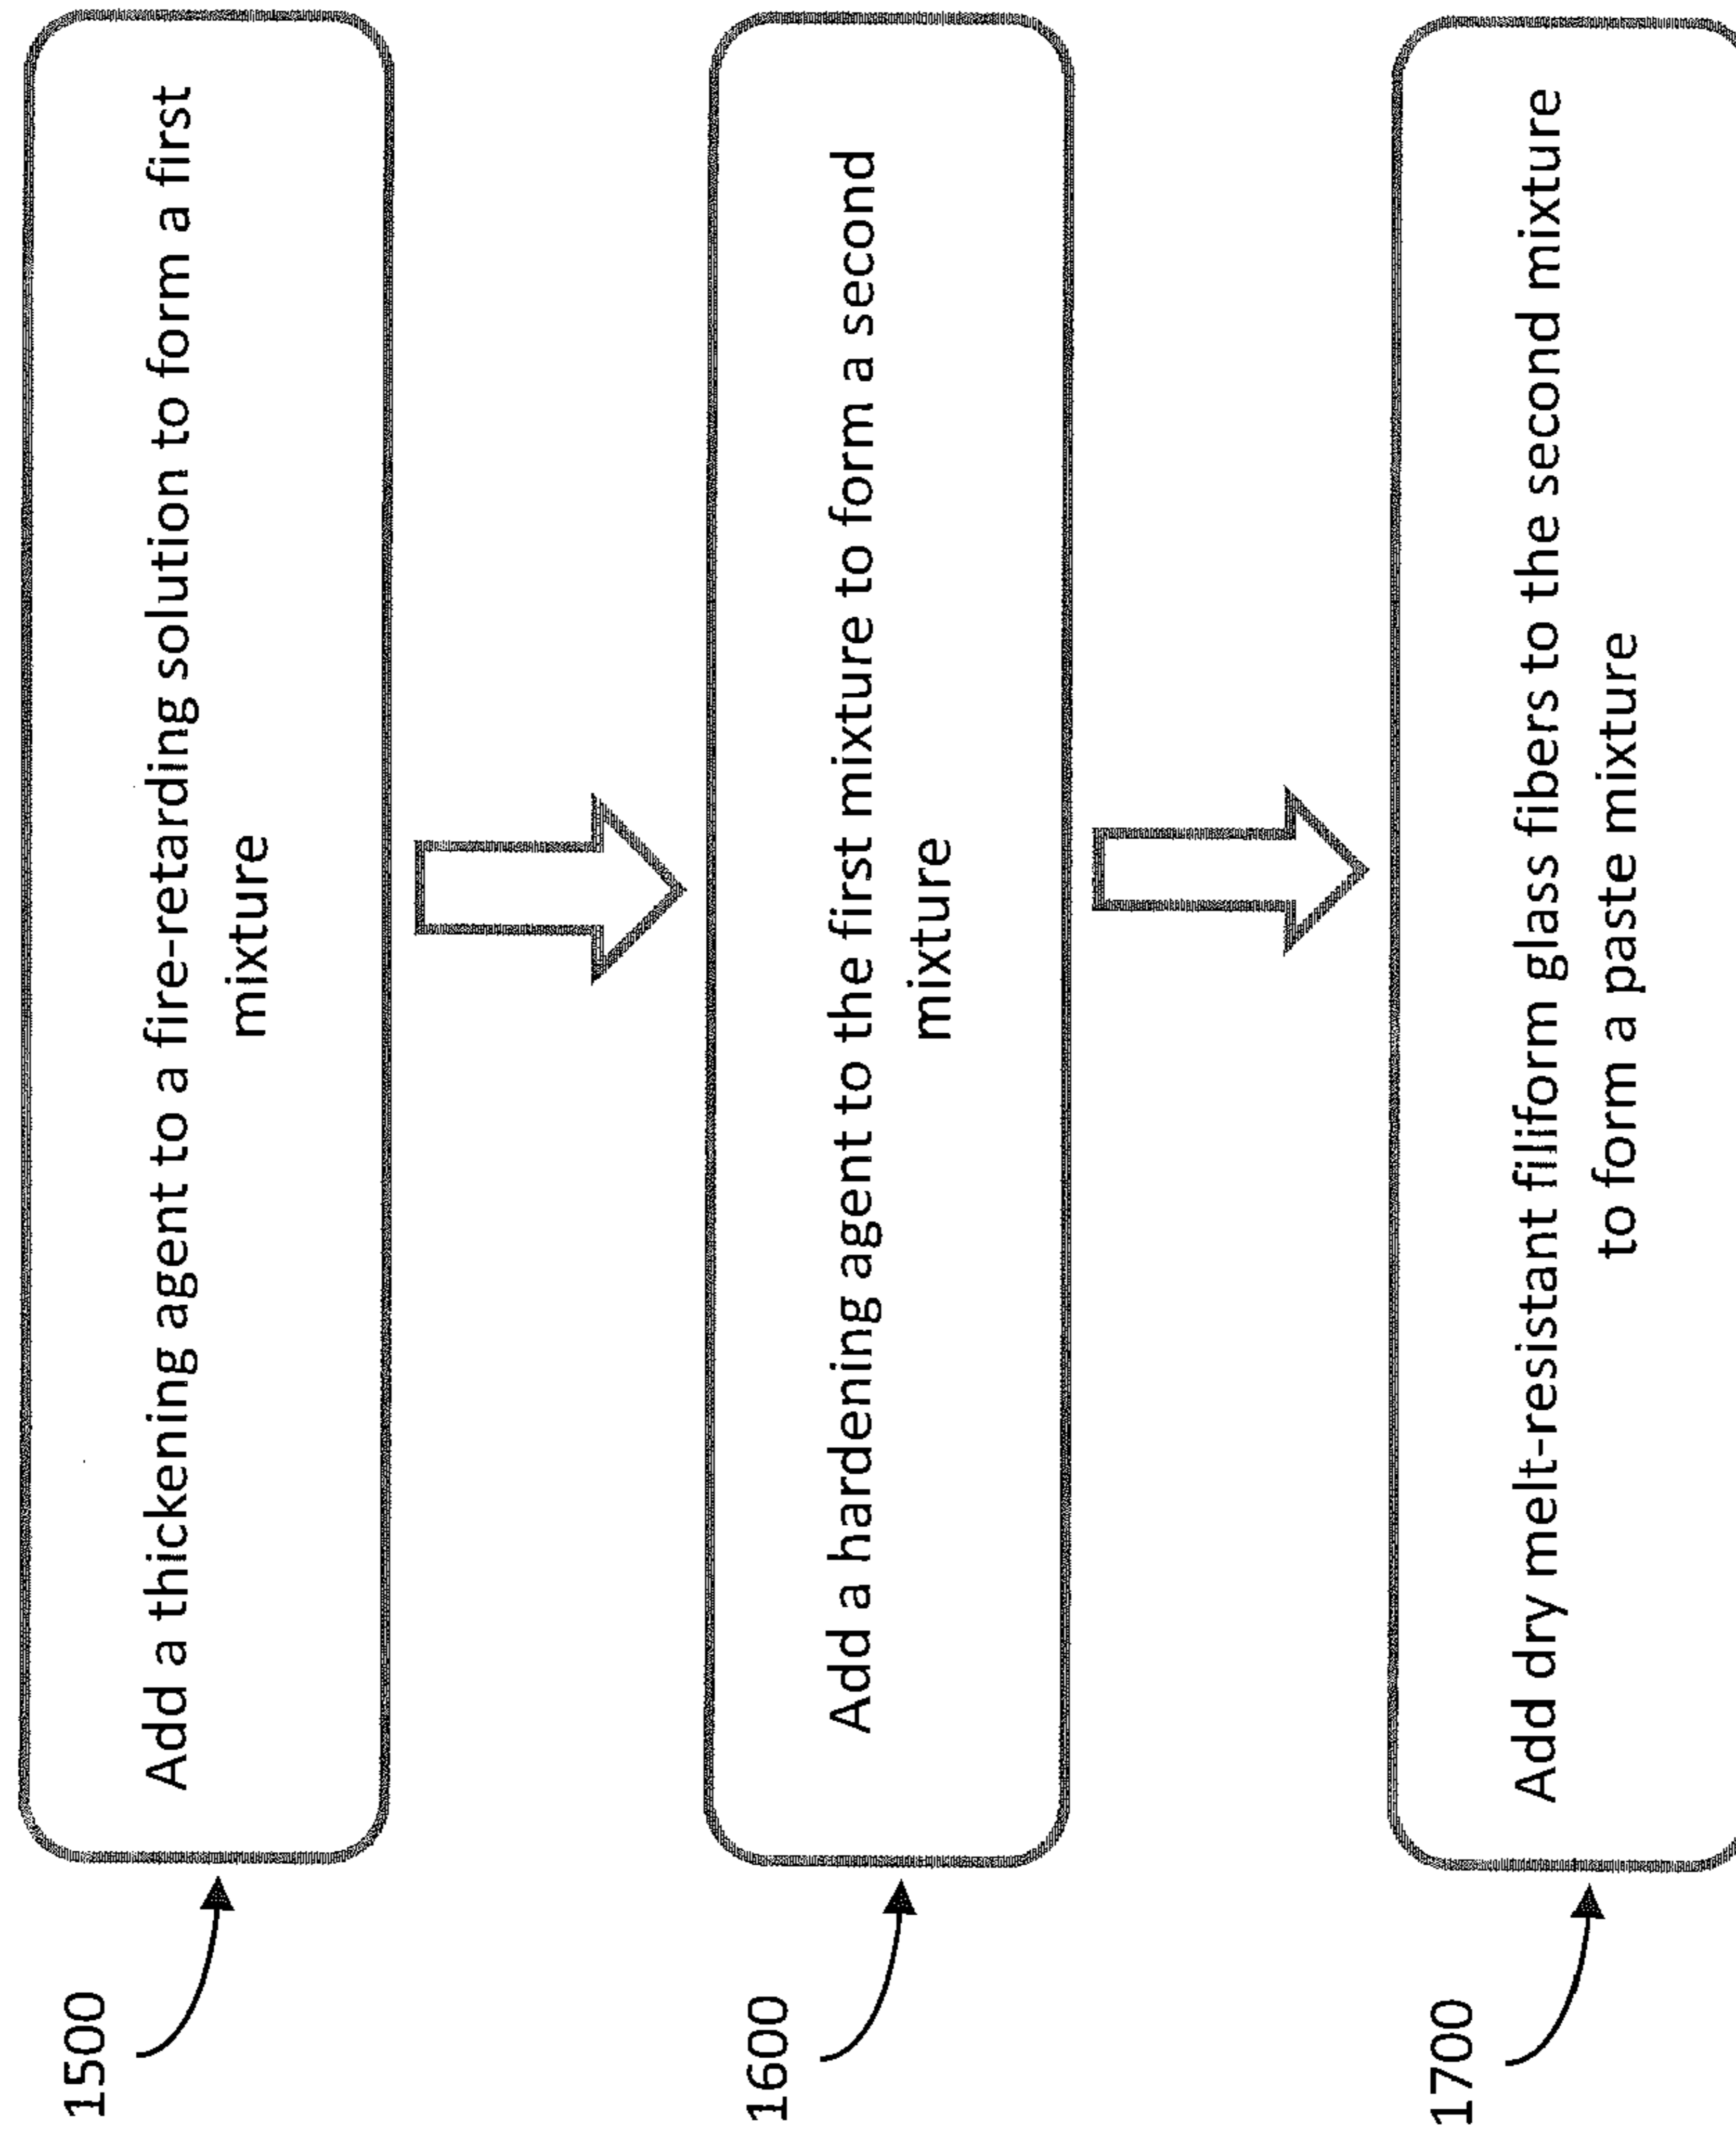 1500
Add a thickening agent to a fire-retarding solution to form a first
mixture
1600
Add a hardening agent to the first mixture to form a second
mixture
1700
Add dry melt-resistant filiform glass fibers to the second mixture
to form a paste mixture